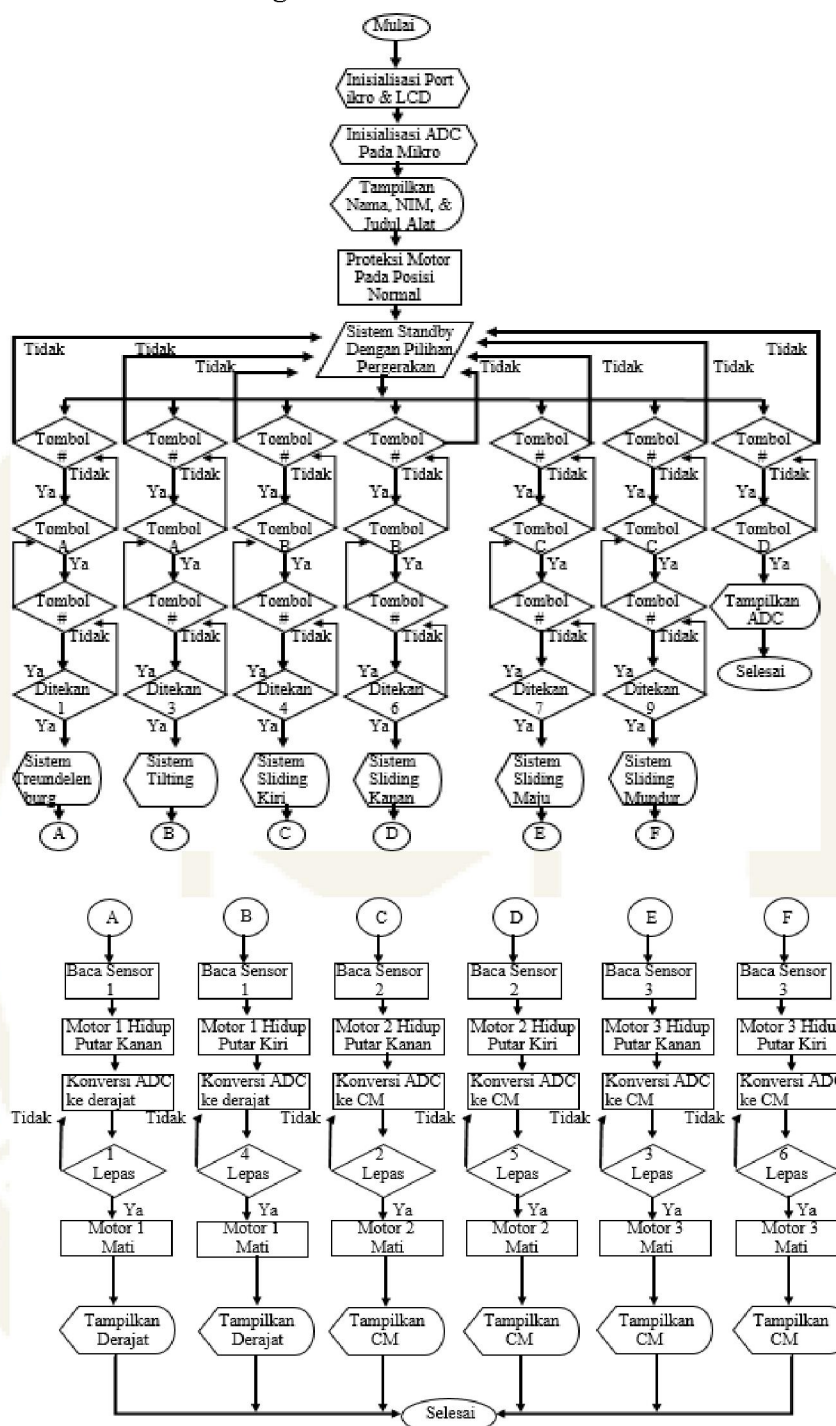 Mulai
Inisialisasi Port
ikro & LCD
Inisialisasi ADC
Pada Mikro
Tampilkan
Nama, NIM, &
Judul Alat
Proteksi Motor
Pada Posisi
Normal
Sistem Standby
Dengan Pilihan
Pergerakan
Tidak Tidak Tidak Tidak Tidak Tidak Tidak
Tombol Tombol Tombol Tombol Tombol Tombol Tombol
# # # # # # #
Tidak Tidak Tidak Tidak Tidak Tidak Tidak
Ya Ya Ya Ya Ya Ya Ya
Tombol Tombol Tombol Tombol Tombol Tombol Tombol
A A B B C C D
Ya Ya Ya Ya Ya Ya Ya
Tombol Tombol Tombol Tombol Tombol Tombol Tampilkan
# # # # # # ADC
Tidak Tidak Tidak Tidak Tidak Tidak
Ya Ya Ya Ya Ya Ya
Ditekan Ditekan Ditekan Ditekan Ditekan Ditekan Selesai
1 3 4 6 7 9
Ya Ya Ya Ya Ya Ya
Sistem Sistem Sistem Sistem Sistem Sistem
Treundelen Tilting Sliding Sliding Sliding Sliding
burg Kiri Kanan Maju Mundur
A B C D E F
A B C D E F
Baca Sensor Baca Sensor Baca Sensor Baca Sensor Baca Sensor Baca Sensor
1 1 2 2 3 3
Motor 1 Hidup Motor 1 Hidup Motor 2 Hidup Motor 2 Hidup Motor 3 Hidup Motor 3 Hidu
Putar Kanan Putar Kiri Putar Kanan Putar Kiri Putar Kanan Putar Kiri
Konversi ADC Konversi ADC Konversi ADC Konversi ADC Konversi ADC Konversi ADC
ke derajat ke derajat ke CM ke CM ke CM ke CM
Tidak Tidak Tidak Tidak Tidak Tidak
1 4 2 5 3 6
Lepas Lepas Lepas Lepas Lepas Lepas
Ya Ya Ya Ya Ya Ya
Motor 1 Motor 1 Motor 2 Motor 2 Motor 3 Motor 3
Mati Mati Mati Mati Mati Mati
Tampilkan Tampilkan Tampilkan Tampilkan Tampilkan Tampilkan
Derajat Derajat CM CM CM CM
Selesai